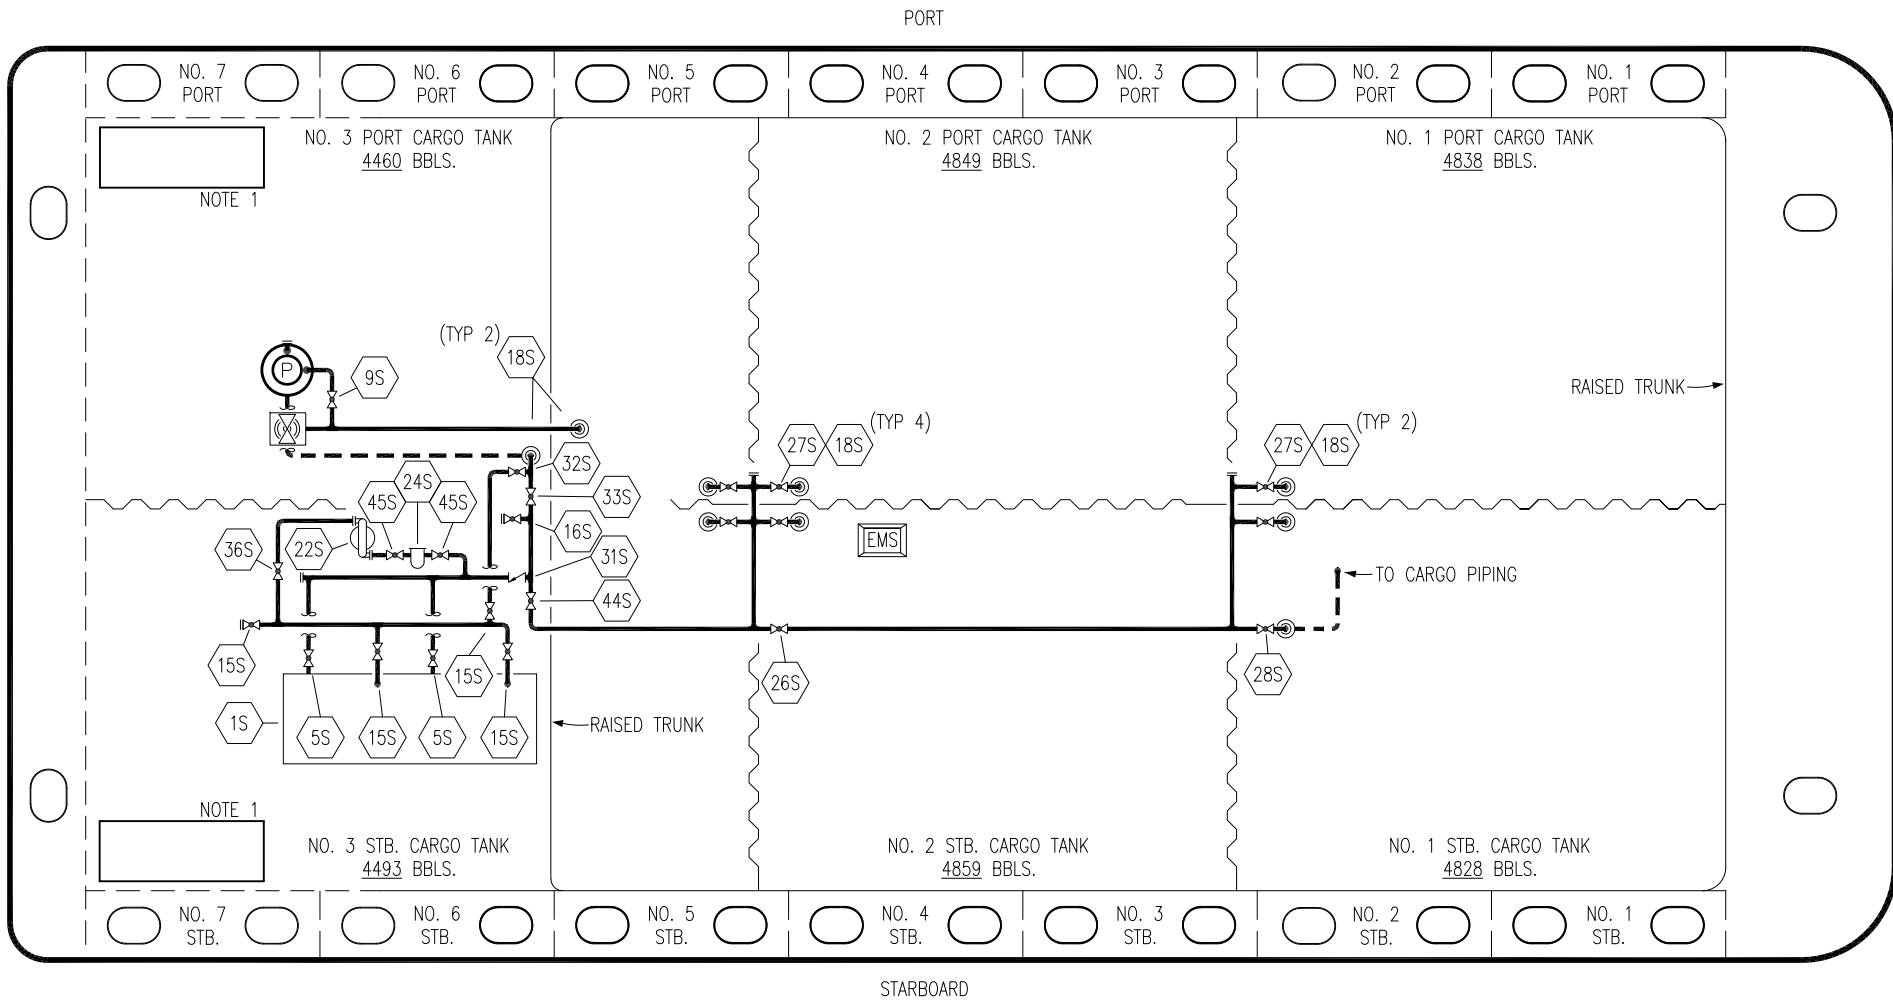 PORT
NO. 7
PORT
NO. 6
PORT
NO. 5
PORT
NO. 4
PORT
NO. 3
PORT
NO. 2
PORT
NO. 1
PORT
NO. 3 PORT CARGO TANK
4460 BBLS.
NO. 2 PORT CARGO TANK
4849 BBLS.
NO. 1 PORT CARGO TANK
4838 BBLS.
NOTE 1
(TYP 2)
18S
P
9S
RAISED TRUNK
(TYP 4)
27S
18S
(TYP 2)
27S
18S
32S
24S
45S
45S
33S
16S
EMS
36S
22S
31S
TO CARGO PIPING
44S
15S
15S
26S
28S
1S
5S
15S
5S
15S
RAISED TRUNK
NOTE 1
NO. 3 STB. CARGO TANK
4493 BBLS.
NO. 2 STB. CARGO TANK
4859 BBLS.
NO. 1 STB. CARGO TANK
4828 BBLS.
NO. 7
STB.
NO. 6
STB.
NO. 5
STB.
NO. 4
STB.
NO. 3
STB.
NO. 2
STB.
NO. 1
STB.
STARBOARD